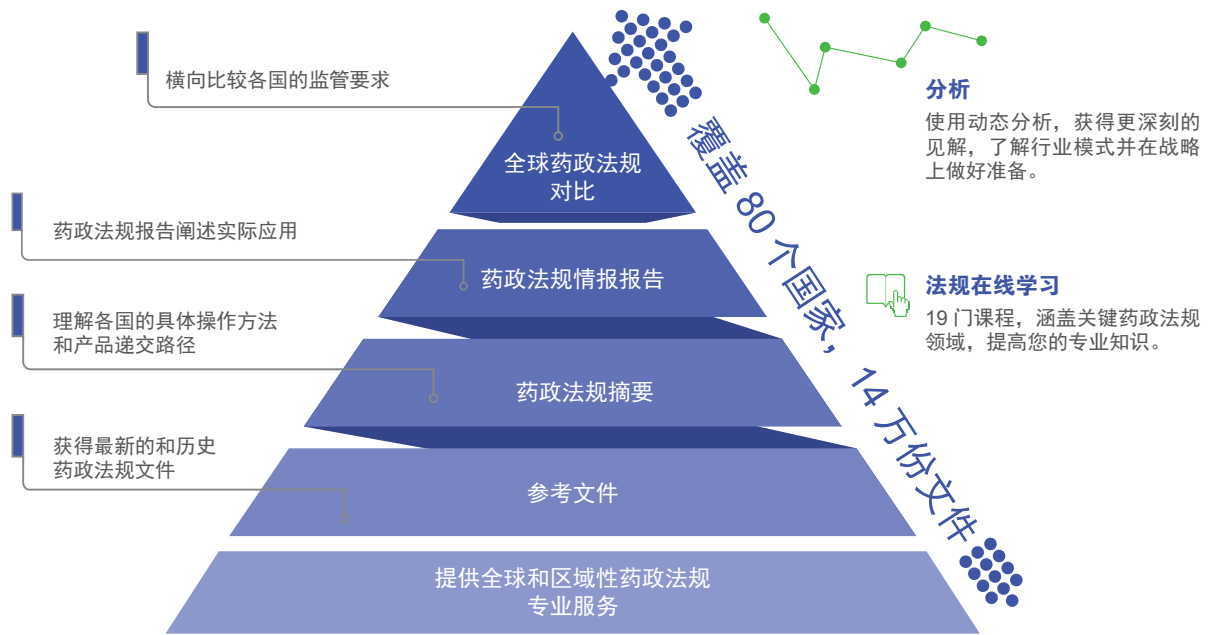 横向比较各国的监管要求
全球药政法规
对比
药政法规报告阐述实际应用
药政法规情报报告
理解各国的具体操作方法
和产品递交路径
药政法规摘要
获得最新的和历史
药政法规文件
参考文件
提供全球和区域性药政法规
专业服务
覆盖 80 个国家，14 万份文件
分析
使用动态分析，获得更深刻的
见解，了解行业模式并在战略
上做好准备。
法规在线学习
19 门课程，涵盖关键药政法规
领域，提高您的专业知识。